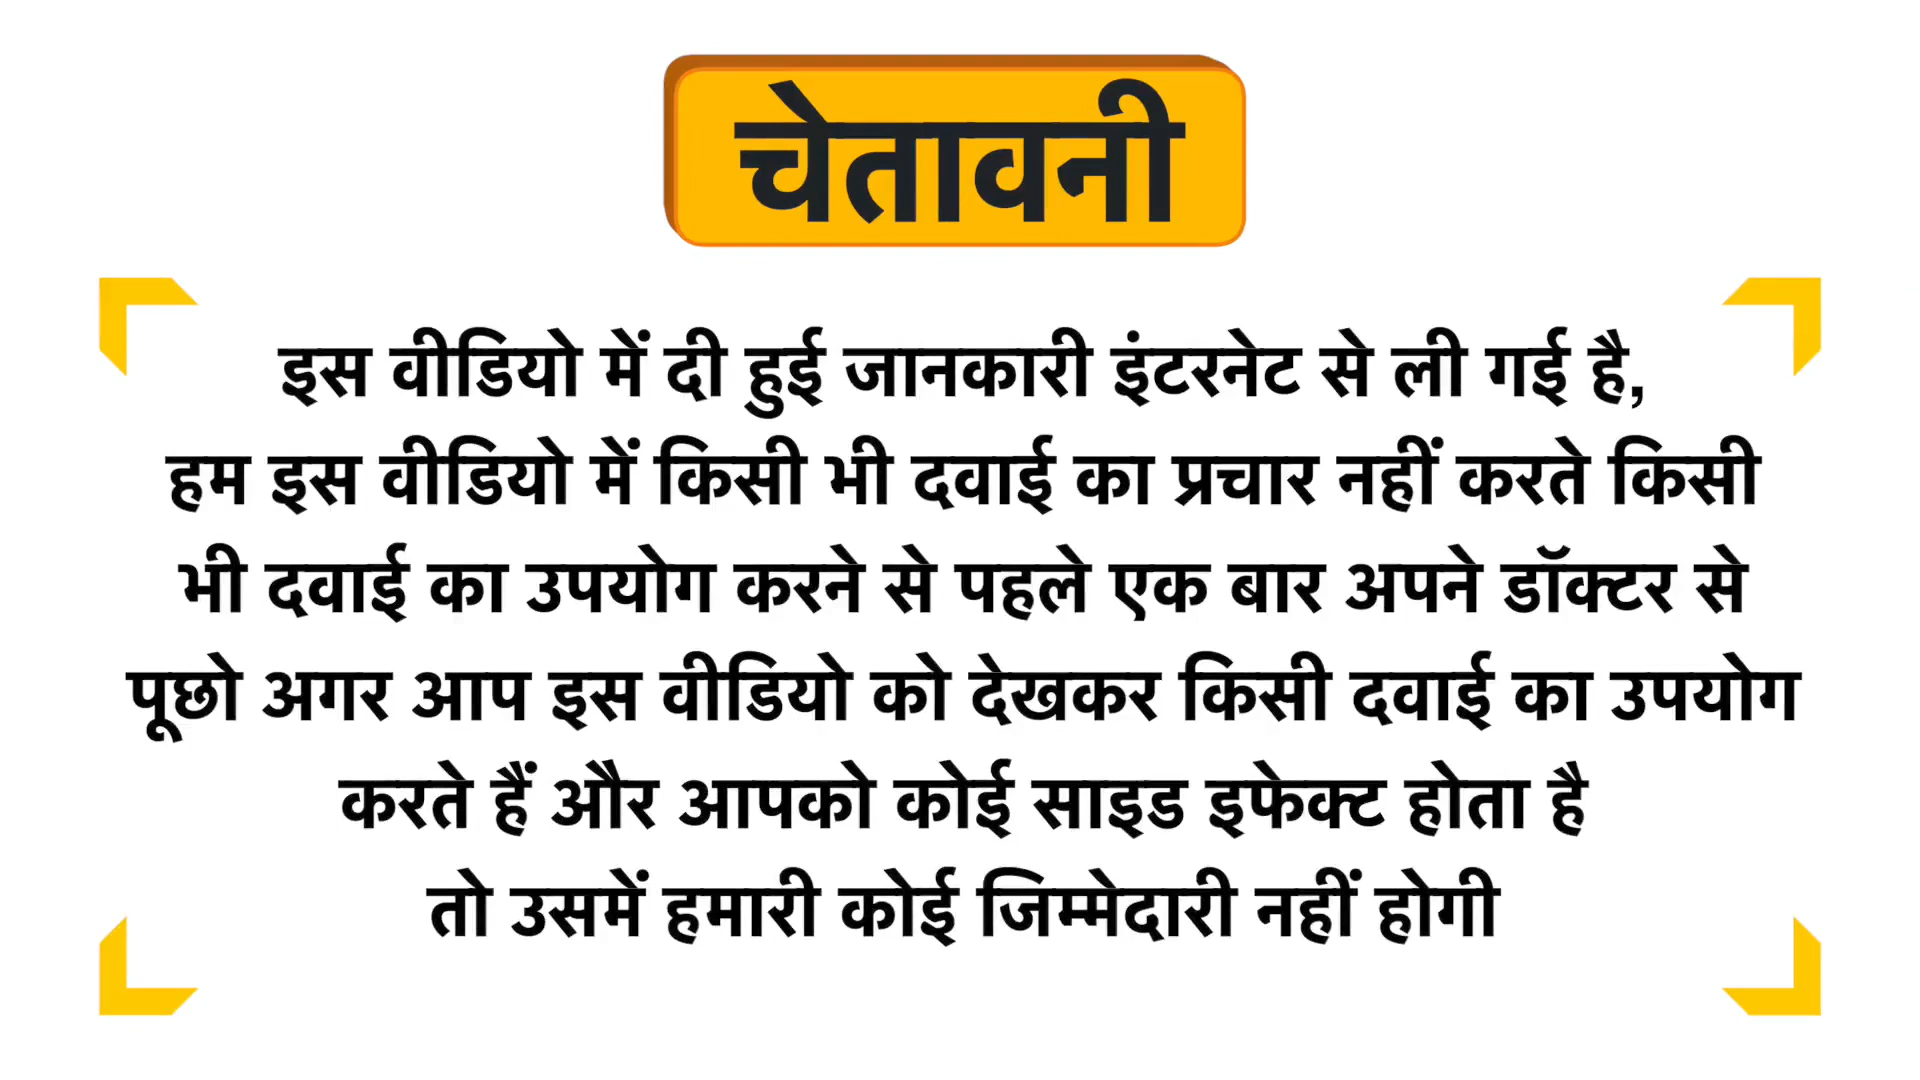 चेतावनी
इस वीडियो में दी हुई जानकारी इंटरनेट से ली गई है,
हम इस वीडियो में किसी भी दवाई का प्रचार नहीं करते किसी
भी दवाई का उपयोग करने से पहले एक बार अपने डॉक्टर से
पूछो अगर आप इस वीडियो को देखकर किसी दवाई का उपयोग
करते हैं और आपको कोई साइड इफेक्ट होता है
तो उसमें हमारी कोई जिम्मेदारी नहीं होगी